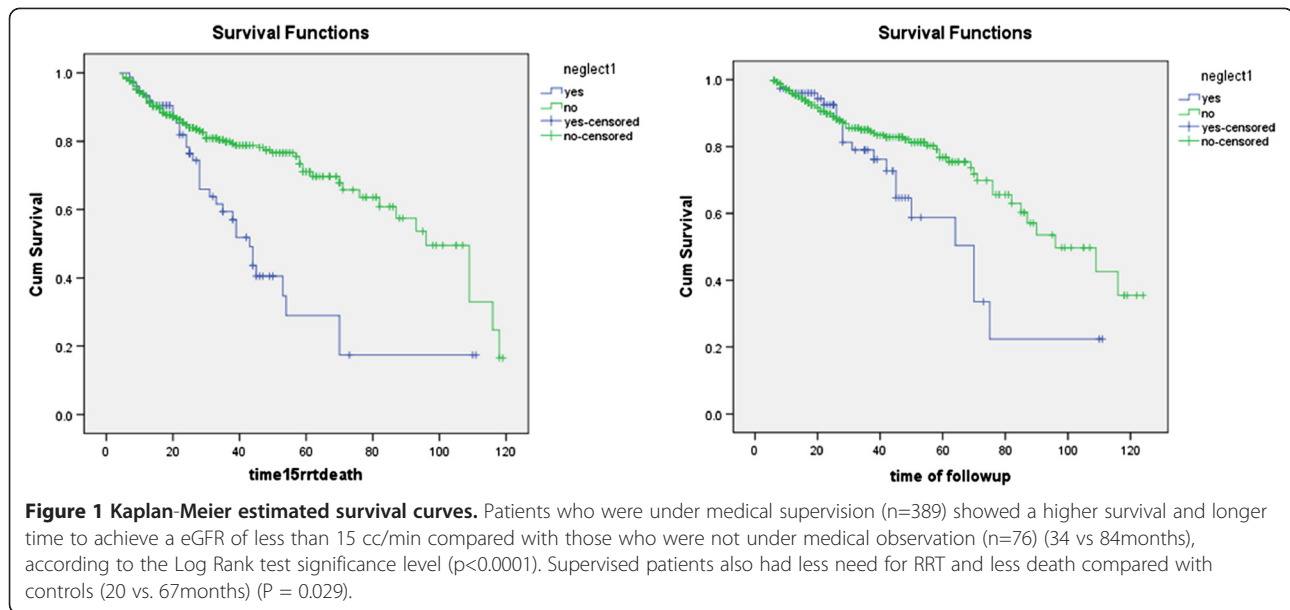 Survival Functions
1.0
0.8
0.6
0.4
0.2
0.0
Cum Survival
0
20
40
60
80
100
120
time15rrtdeath
neglect1
yes
no
yes-censored
no-censored
Survival Functions
1.0
0.8
0.6
0.4
0.2
0.0
Cum Survival
0
20
40
60
80
100
120
time of followup
neglect1
yes
no
yes-censored
no-censored
Figure 1 Kaplan-Meier estimated survival curves. Patients who were under medical supervision (n=389) showed a higher survival and longer
time to achieve a eGFR of less than 15 cc/min compared with those who were not under medical observation (n=76) (34 vs 84months),
according to the Log Rank test significance level (p<0.0001). Supervised patients also had less need for RRT and less death compared with
controls (20 vs. 67months) (P = 0.029).